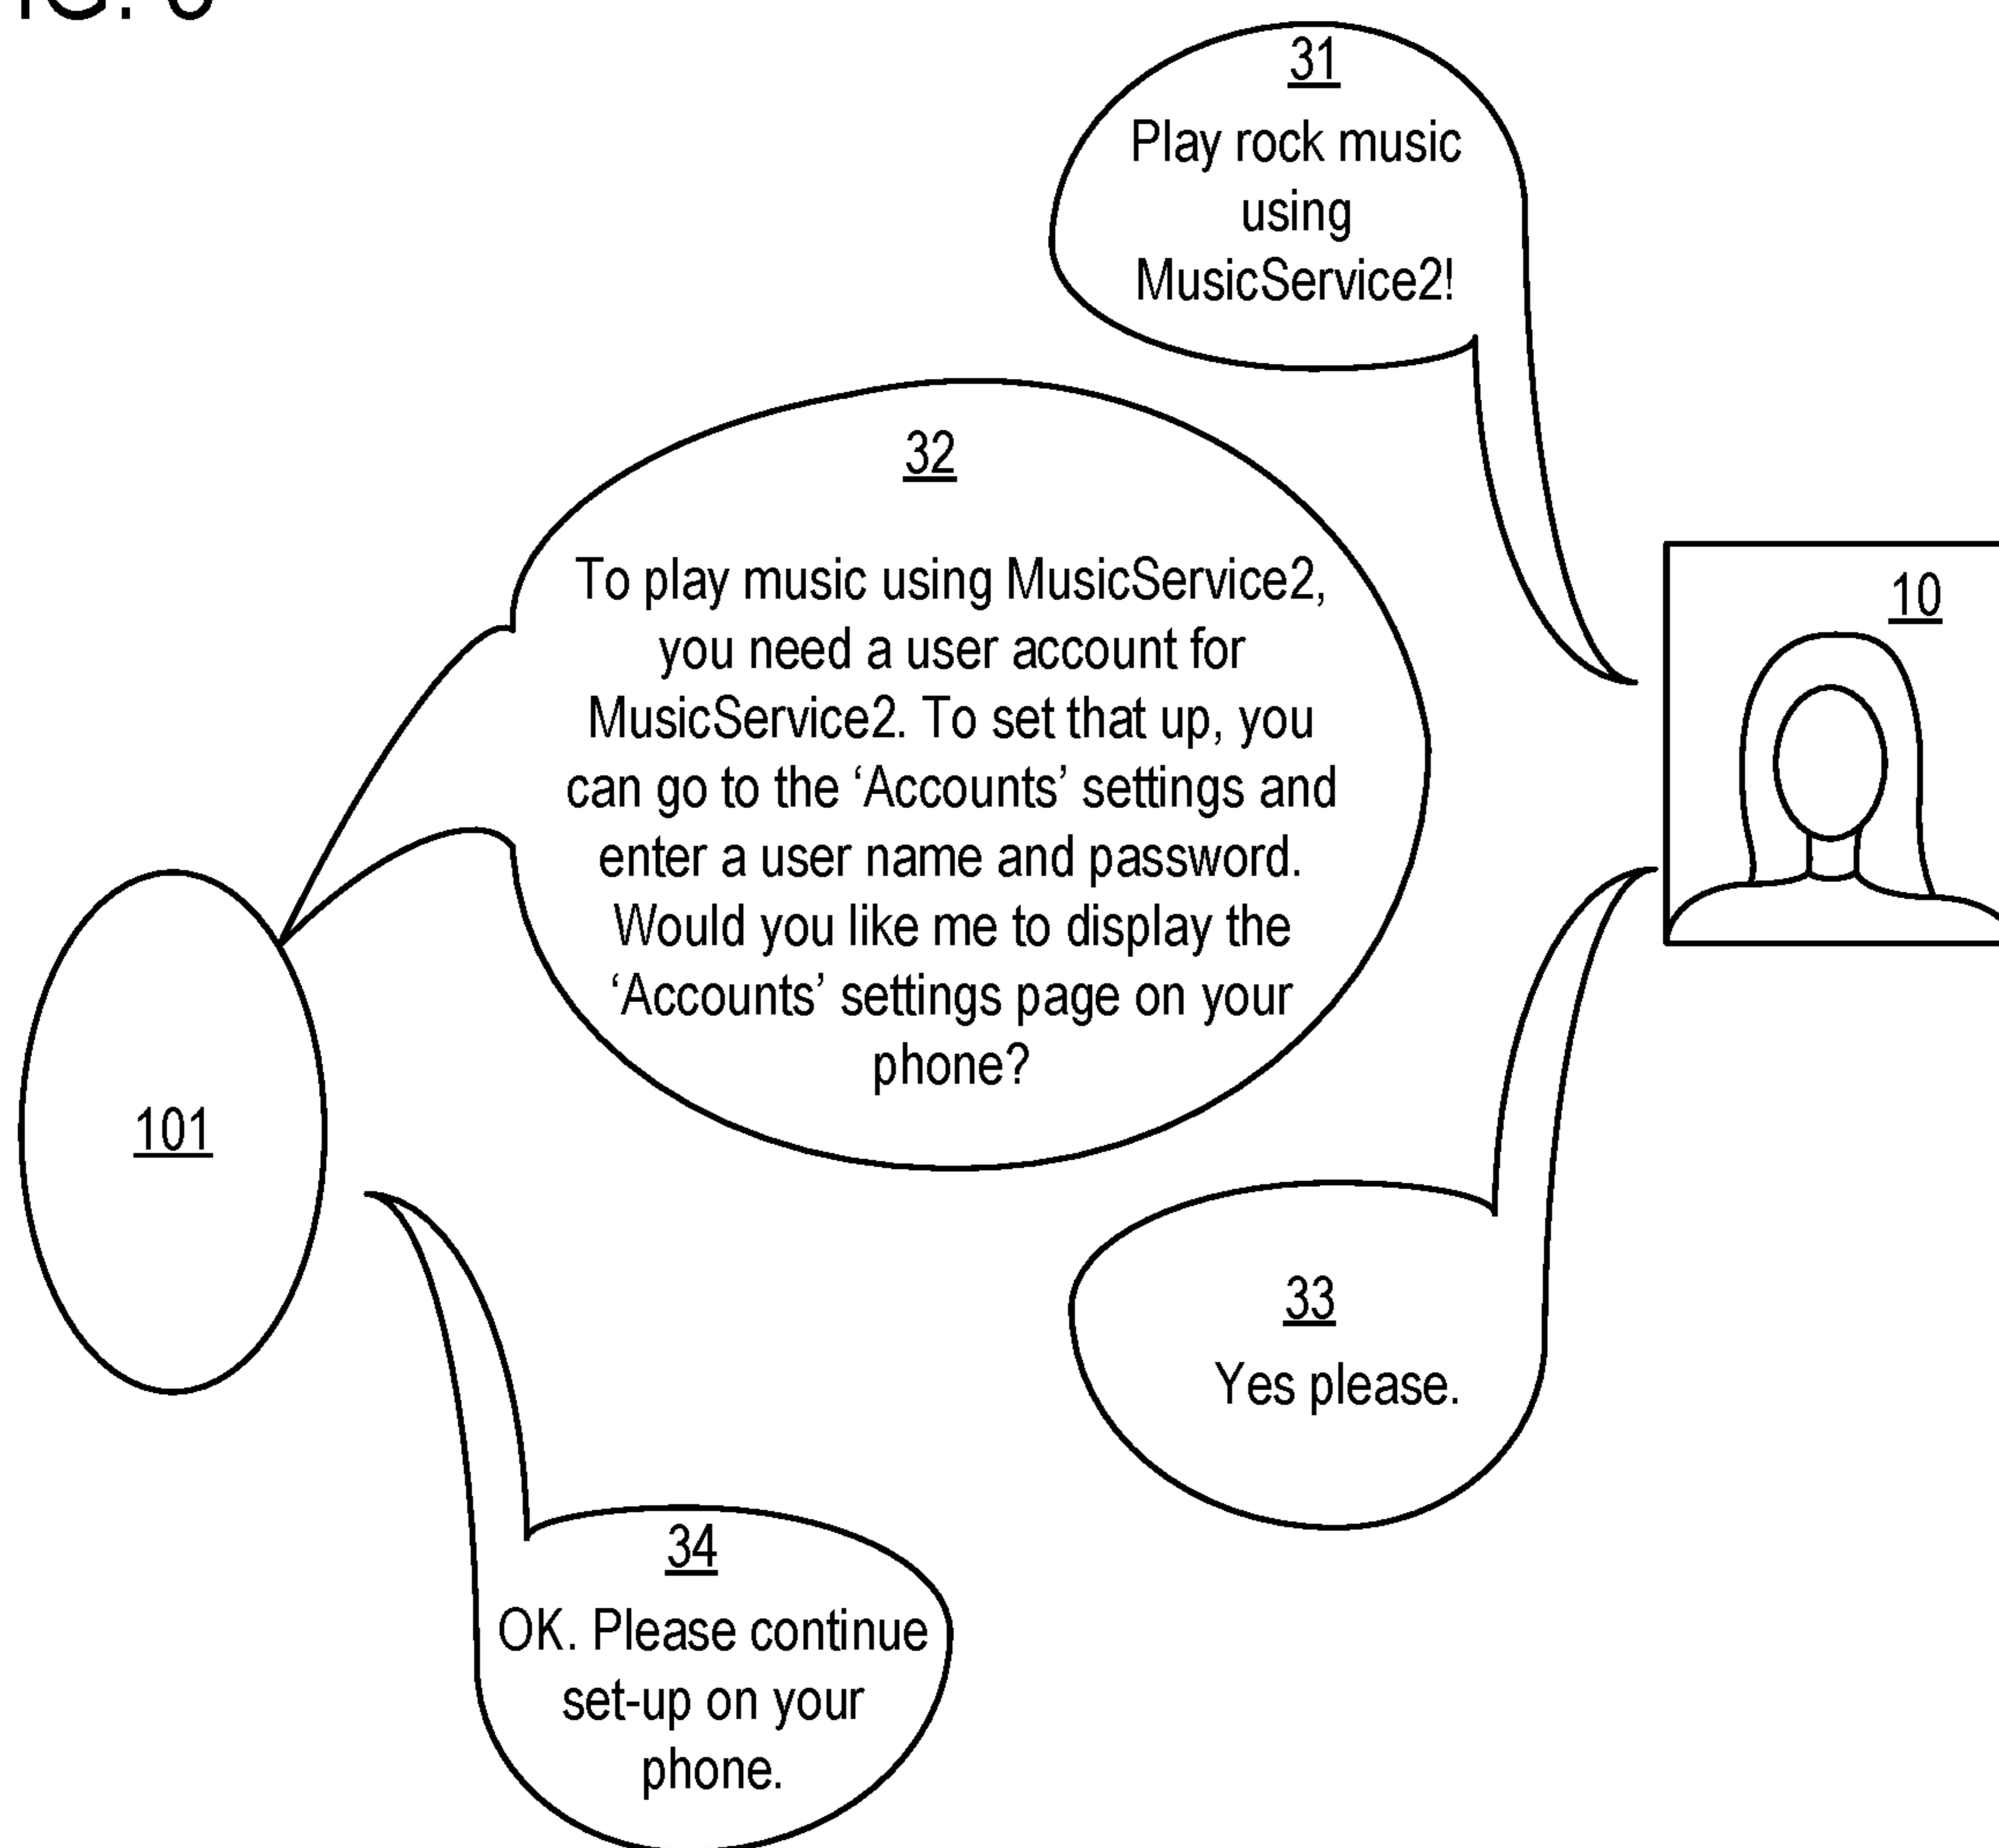 IG.
31
Play rock music
using
MusicService2!
32
To play music using MusicService2,
you need a user account for
MusicService2. To set that up, you
can go to the ‘Accounts’ settings and
enter a user name and password.
Would you like me to display the
‘Accounts’ settings page on your
phone?
10
101
33
Yes please.
34
OK. Please continue
set-up on your
phone.